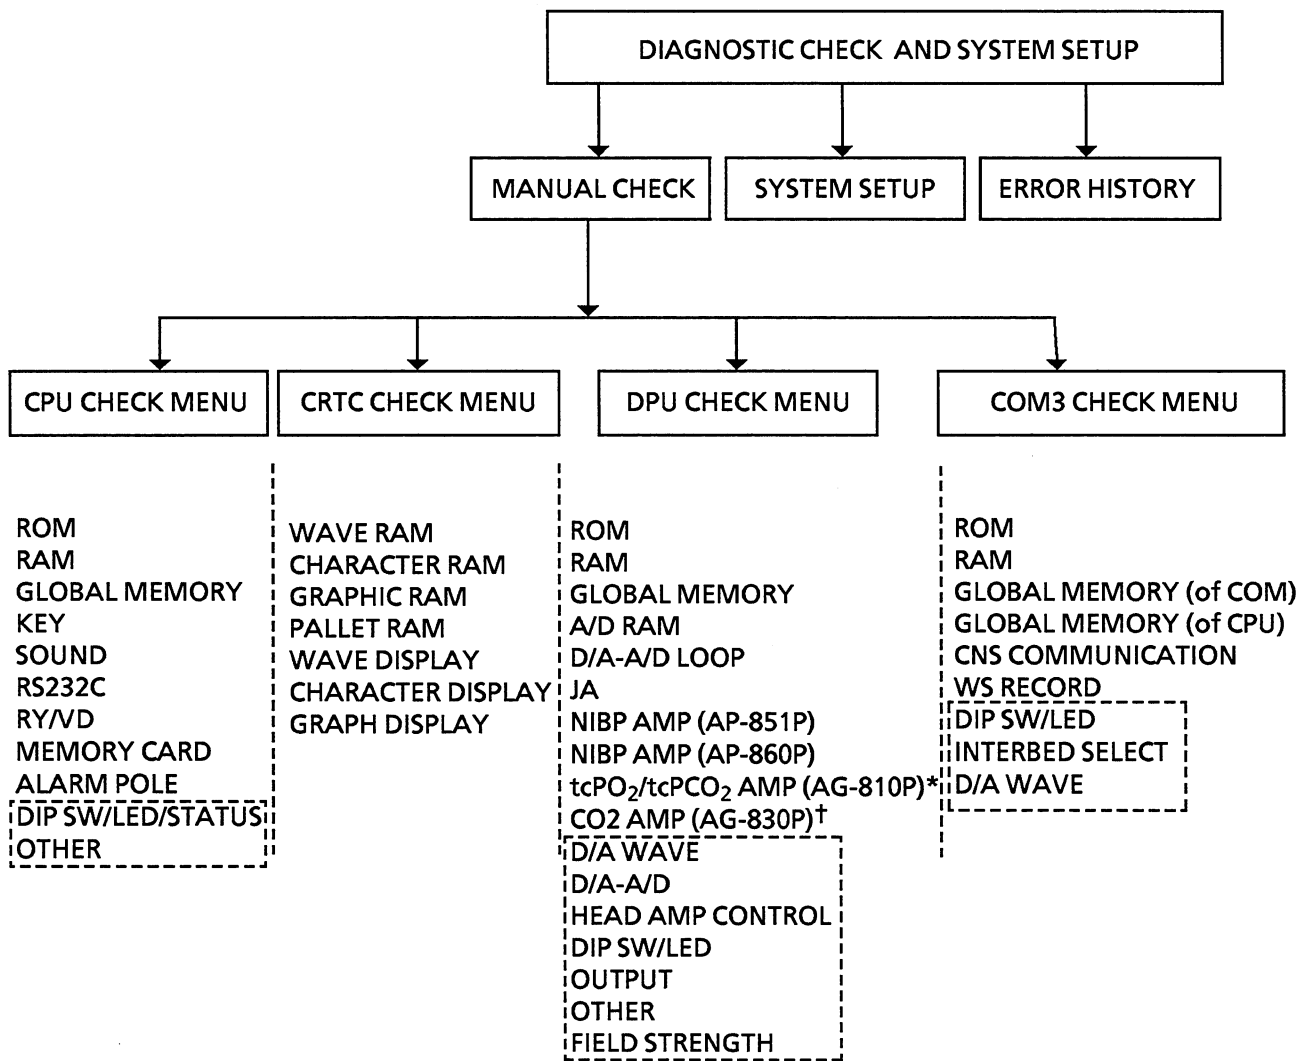 DIAGNOSTIC CHECK AND SYSTEM SETUP
MANUAL CHECK
SYSTEM SETUP
ERROR HISTORY
CPU CHECK MENU
CRTC CHECK MENU
DPU CHECK MENU
COM3 CHECK MENU
ROM
RAM
GLOBAL MEMORY
KEY
SOUND
RS232C
RY/VD
MEMORY CARD
ALARM POLE
DIP SW/LED/STATUS
OTHER
WAVE RAM
CHARACTER RAM
GRAPHIC RAM
PALLET RAM
WAVE DISPLAY
CHARACTER DISPLAY
GRAPH DISPLAY
ROM
RAM
GLOBAL MEMORY
A/D RAM
D/A-A/D LOOP
JA
NIBP AMP (AP-851P)
NIBP AMP (AP-860P)
tcPO₂/tcPCO₂ AMP (AG-810P)*
CO2 AMP (AG-830P)†
D/A WAVE
D/A-A/D
HEAD AMP CONTROL
DIP SW/LED
OUTPUT
OTHER
FIELD STRENGTH
ROM
RAM
GLOBAL MEMORY (of COM)
GLOBAL MEMORY (of CPU)
CNS COMMUNICATION
WS RECORD
DIP SW/LED
INTERBED SELECT
D/A WAVE